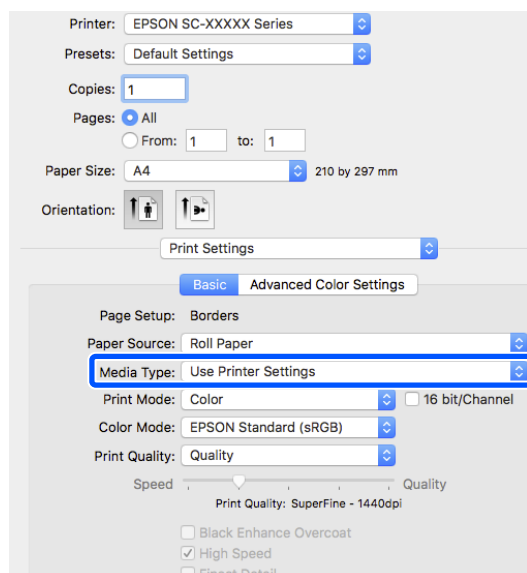 Printer: EPSON SC-XXXXX Series
Presets: Default Settings
Copies: 1
Pages: All
From: 1 to: 1
Paper Size: A4 210 by 297 mm
Orientation:
Print Settings
Basic Advanced Color Settings
Page Setup: Borders
Paper Source: Roll Paper
Media Type: Use Printer Settings
Print Mode: Color 16 bit/Channel
Color Mode: EPSON Standard (sRGB)
Print Quality: Quality
Speed Quality
Print Quality: SuperFine - 1440dpi
Black Enhance Overcoat
High Speed
Finest Detail